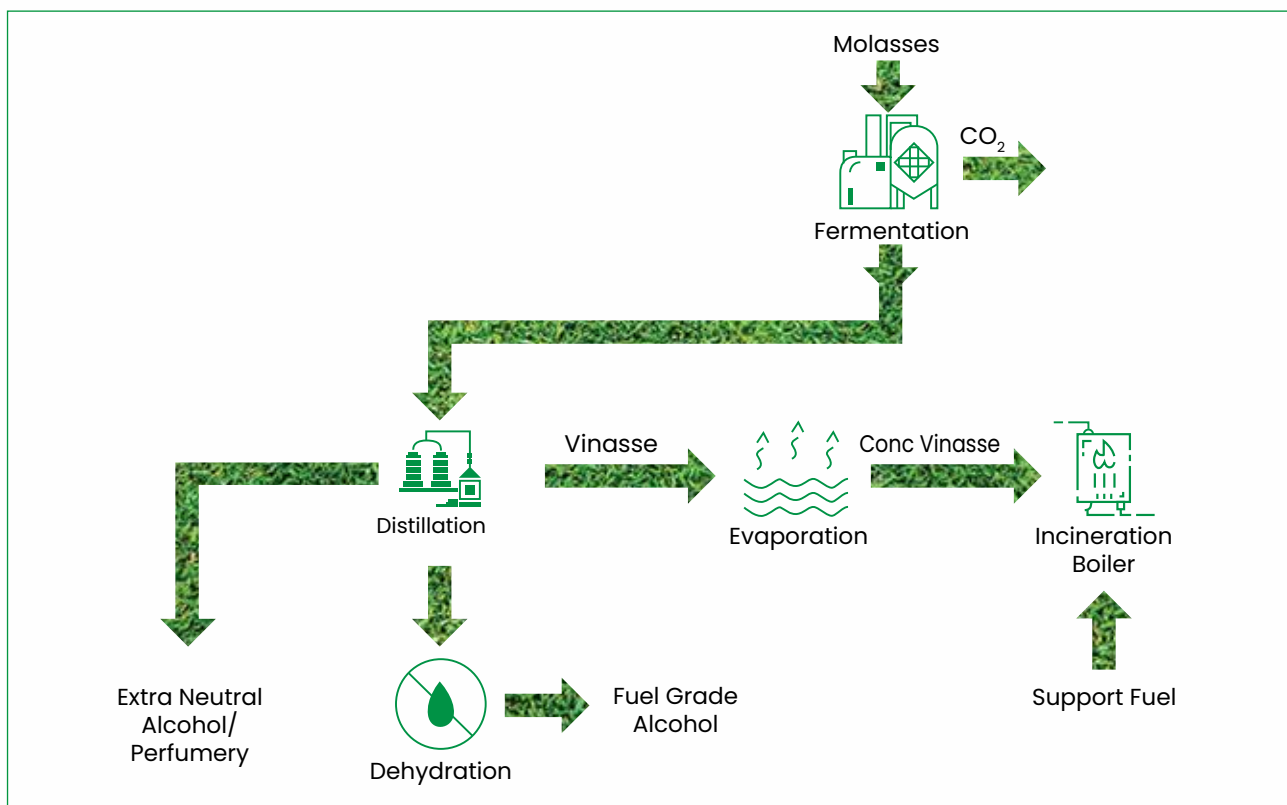 Molasses
CO₂
Fermentation
Vinasse
Conc Vinasse
Distillation
Evaporation
Incineration
Boiler
Extra Neutral
Alcohol/
Perfumery
Fuel Grade
Alcohol
Support Fuel
Dehydration